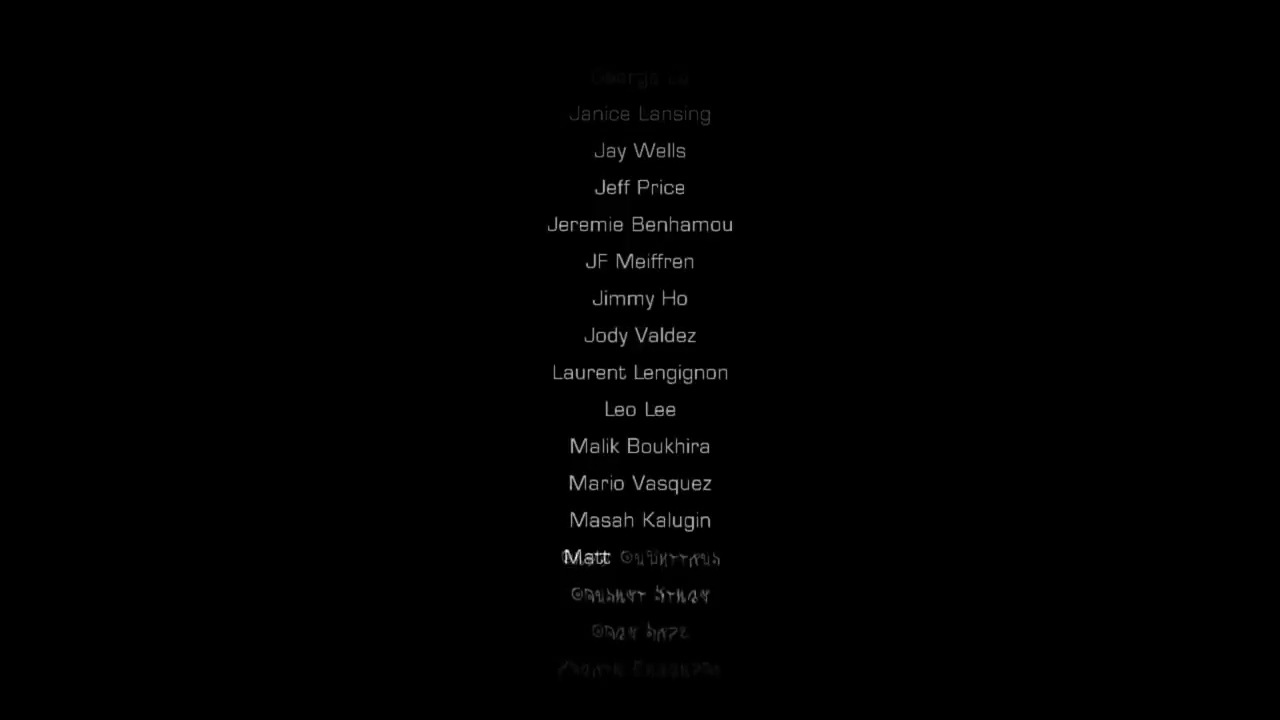 Janice Lansing
Jay Wells
Jeff Price
Jeremie Benhamou
JF Meiffren
Jimmy Ho
Jody Valdez
Laurent Lengignon
Leo Lee
Malik Boukhira
Mario Vasquez
Masah Kalugin
Matt